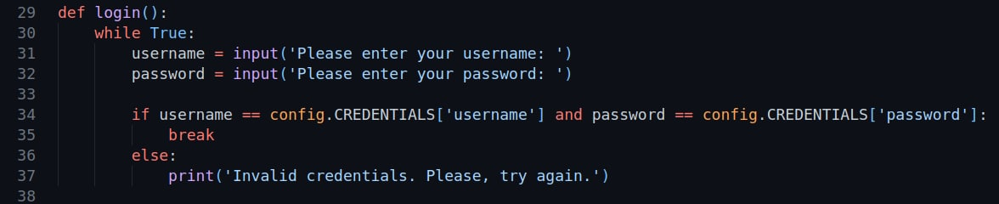 29 def login():
30     while True:
31         username = input('Please enter your username: ')
32         password = input('Please enter your password: ')
33
34         if username == config.CREDENTIALS['username'] and password == config.CREDENTIALS['password']:
35             break
36         else:
37             print('Invalid credentials. Please, try again.')
38